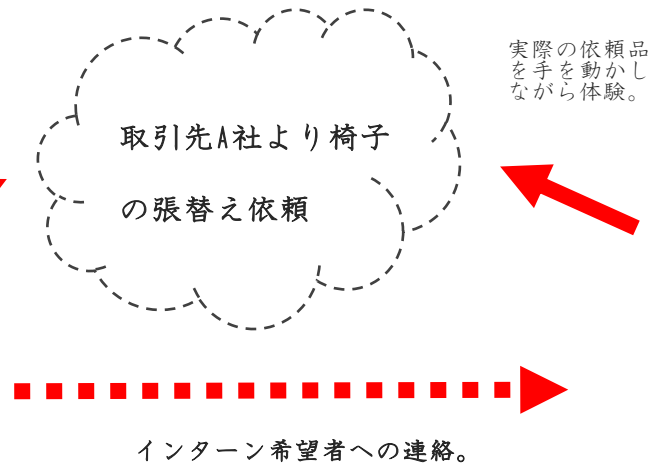 実際の依頼品
を手を動かし
ながら体験。
取引先A社より椅子
の張替え依頼
インターン希望者への連絡。